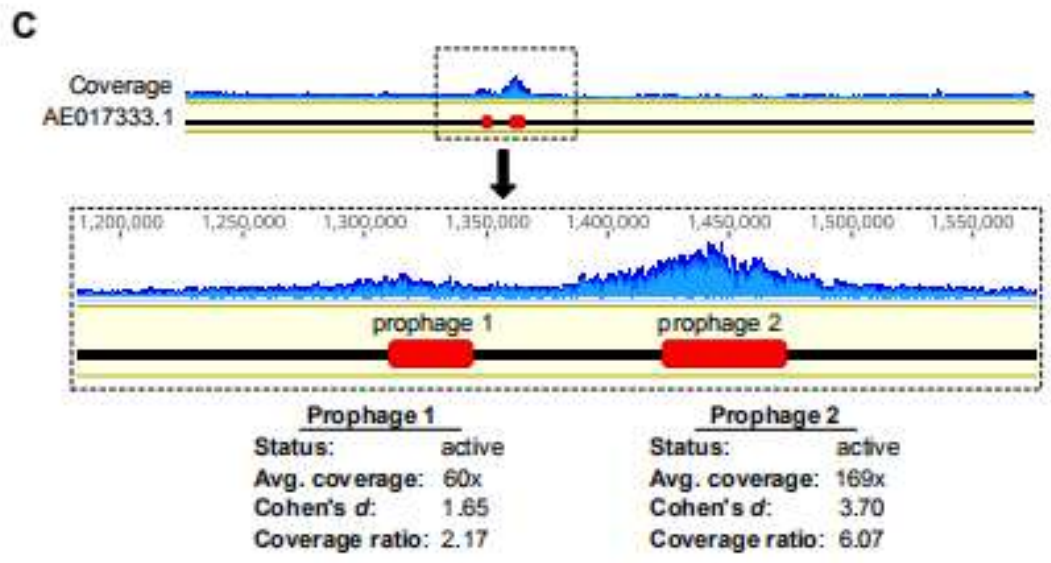 C
Coverage
AE017333.1
1,200,000 1,250,000 1,300,000 1,350,000 1,400,000 1,450,000 1,500,000 1,550,000
prophage 1 prophage 2
Prophage 1 Prophage 2
Status: active Status: active
Avg. coverage: 60x Avg. coverage: 169x
Cohen's d: 1.65 Cohen's d: 3.70
Coverage ratio: 2.17 Coverage ratio: 6.07